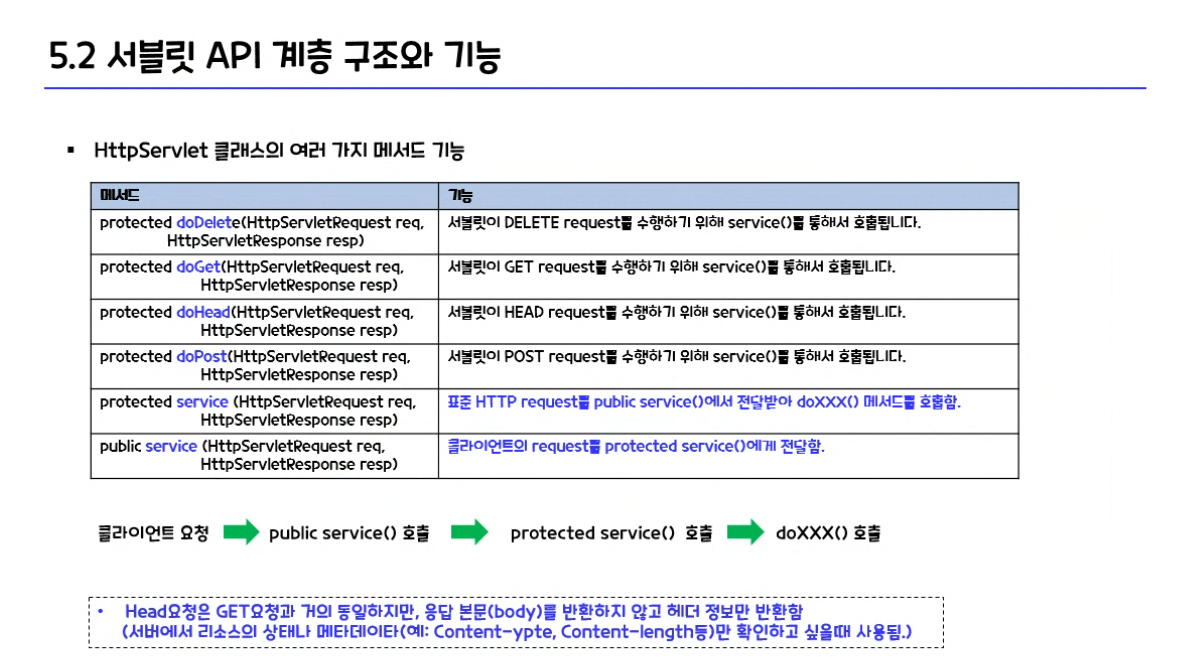 5.2 서블릿 API 계층 구조와 기능
▪ HttpServlet 클래스의 여러 가지 메서드 기능
메서드 기능
protected doDelete(HttpServletRequest req, 서블릿이 DELETE request를 수행하기 위해 service()를 통해서 호출됩니다.
HttpServletResponse resp)
protected doGet(HttpServletRequest req, 서블릿이 GET request를 수행하기 위해 service()를 통해서 호출됩니다.
HttpServletResponse resp)
protected doHead(HttpServletRequest req, 서블릿이 HEAD request를 수행하기 위해 service()를 통해서 호출됩니다.
HttpServletResponse resp)
protected doPost(HttpServletRequest req, 서블릿이 POST request를 수행하기 위해 service()를 통해서 호출됩니다.
HttpServletResponse resp)
protected service (HttpServletRequest req, 표준 HTTP request를 public service()에서 전달받아 doXXX() 메서드를 호출함.
HttpServletResponse resp)
public service (HttpServletRequest req, 클라이언트의 request를 protected service()에게 전달함.
HttpServletResponse resp)
클라이언트 요청 public service() 호출 protected service() 호출 doXXX() 호출
• Head요청은 GET요청과 거의 동일하지만, 응답 본문(body)를 반환하지 않고 헤더 정보만 반환함
(서버에서 리소스의 상태나 메타데이타(예: Content-ypte, Content-length등)만 확인하고 싶을때 사용됨.)